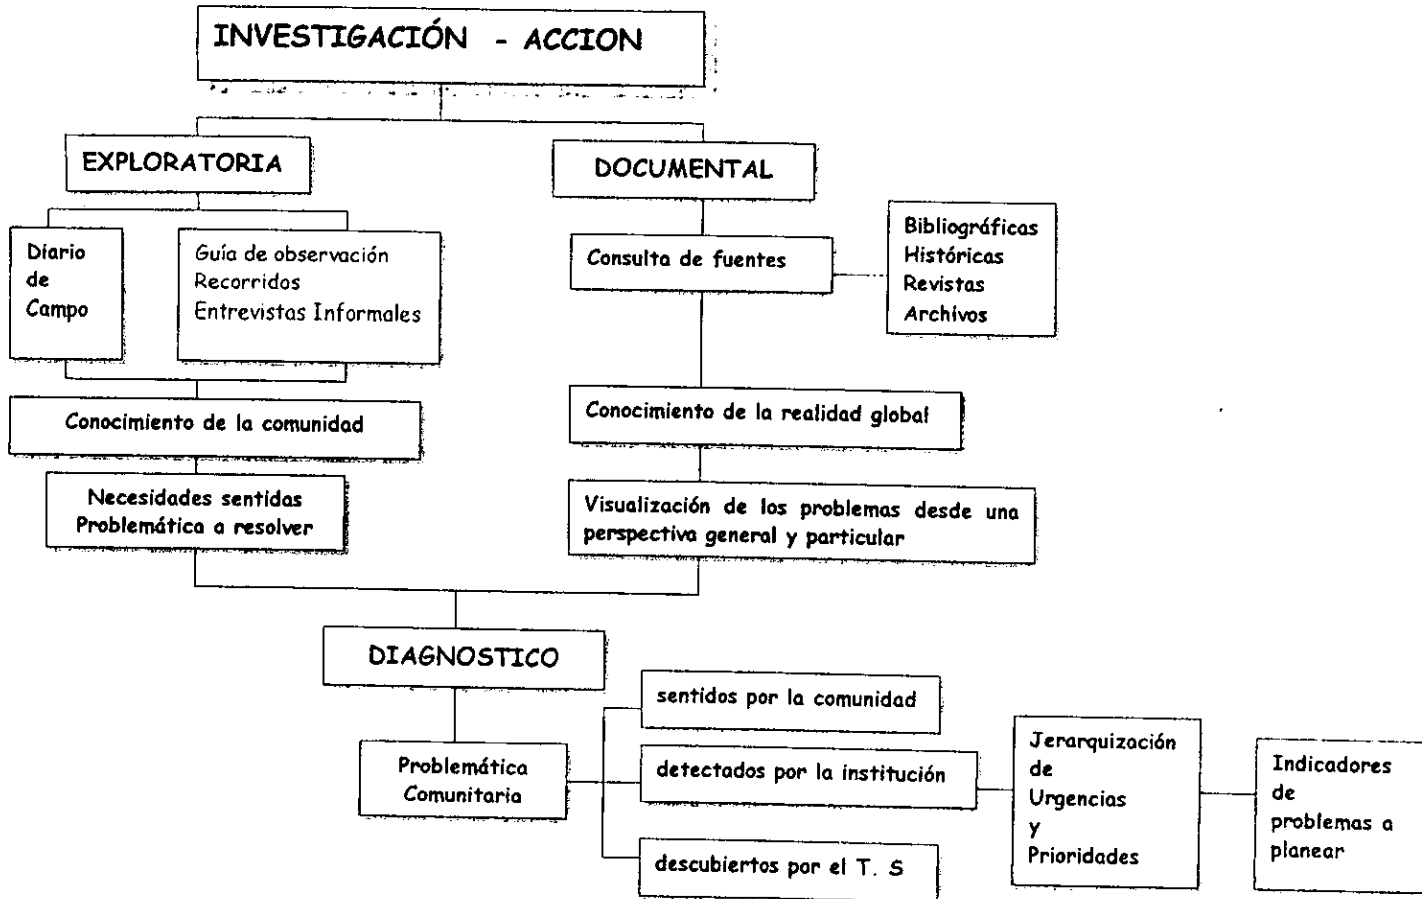 INVESTIGACIÓN - ACCION
EXPLORATORIA
DOCUMENTAL
Diario
de
Campo
Guía de observación
Recorridos
Entrevistas Informales
Consulta de fuentes
Bibliográficas
Históricas
Revistas
Archivos
Conocimiento de la comunidad
Conocimiento de la realidad global
Necesidades sentidas
Problemática a resolver
Visualización de los problemas desde una
perspectiva general y particular
DIAGNOSTICO
Problemática
Comunitaria
sentidos por la comunidad
detectados por la institución
descubiertos por el T. S
Jerarquización
de
Urgencias
y
Prioridades
Indicadores
de
problemas a
planear